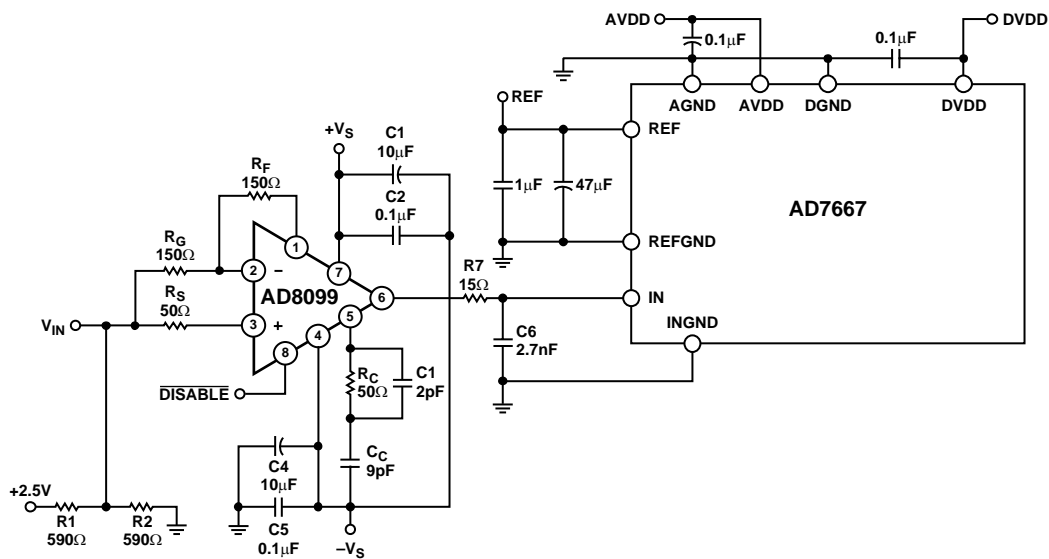 AVDD
DVDD
0.1µF
0.1µF
AGND
AVDD
DGND
DVDD
REF
REF
1µF
47µF
AD7667
REFGND
+VS
C1
10µF
C2
0.1µF
RF
150Ω
RG
150Ω
RS
50Ω
VIN
1
2
−
3
+
AD8099
7
6
5
4
8
R7
15Ω
IN
INGND
C6
2.7nF
DISABLE
RC
50Ω
C1
2pF
CC
9pF
C4
10µF
C5
0.1µF
−VS
+2.5V
R1
590Ω
R2
590Ω